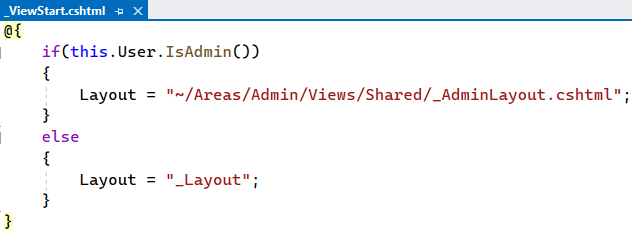 _ViewStart.cshtml
@{
    if(this.User.IsAdmin())
    {
        Layout = "~/Areas/Admin/Views/Shared/_AdminLayout.cshtml";
    }
    else
    {
        Layout = "_Layout";
    }
}